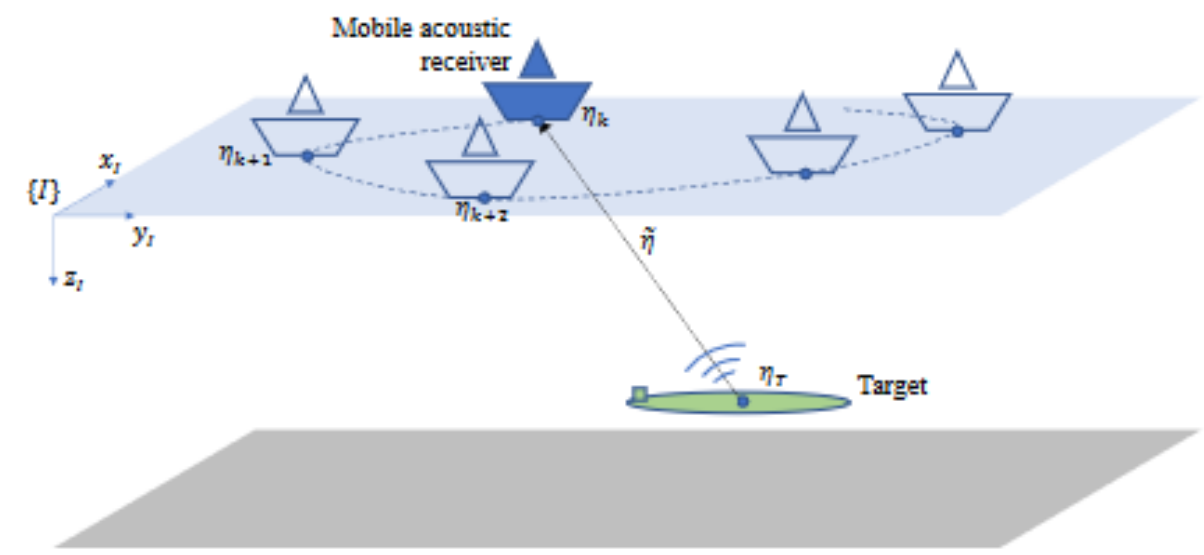 Mobile acoustic
receiver
η_k
η_{k+1}
x_I
{I}
η_{k+2}
y_I
η̃
z_I
η_T
Target